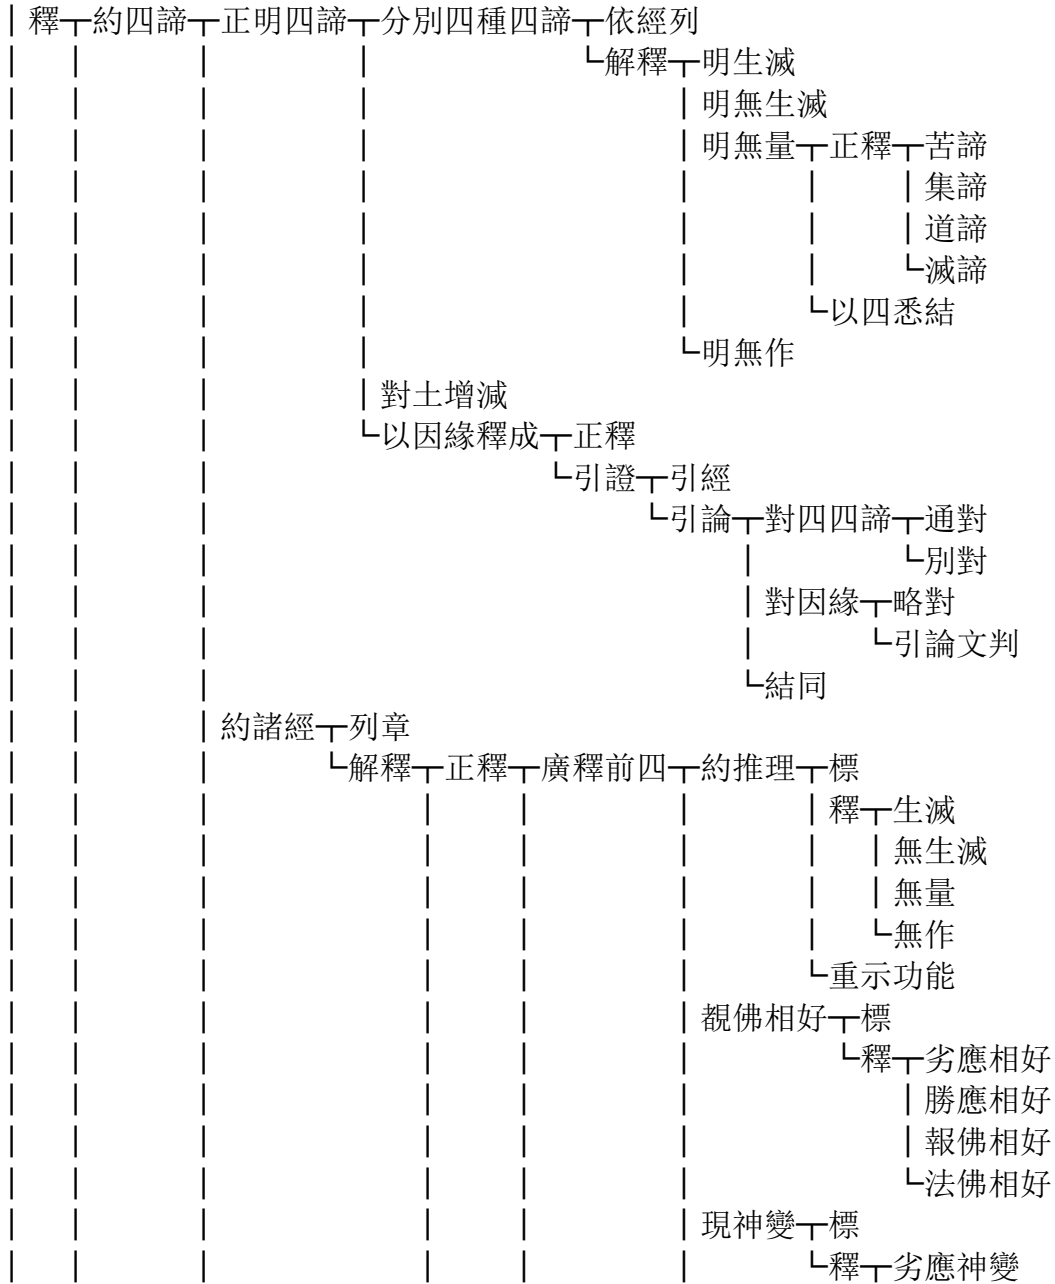 ｜釋┬約四諦┬正明四諦┬分別四種四諦┬依經列
｜　｜　　　｜　　　　｜　　　　　　└解釋┬明生滅
｜　｜　　　｜　　　　｜　　　　　　　　　｜明無生滅
｜　｜　　　｜　　　　｜　　　　　　　　　｜明無量┬正釋┬苦諦
｜　｜　　　｜　　　　｜　　　　　　　　　｜　　　｜　　｜集諦
｜　｜　　　｜　　　　｜　　　　　　　　　｜　　　｜　　｜道諦
｜　｜　　　｜　　　　｜　　　　　　　　　｜　　　｜　　└滅諦
｜　｜　　　｜　　　　｜　　　　　　　　　｜　　　└以四悉結
｜　｜　　　｜　　　　｜　　　　　　　　　└明無作
｜　｜　　　｜　　　　｜對土增減
｜　｜　　　｜　　　　└以因緣釋成┬正釋
｜　｜　　　｜　　　　　　　　　　└引證┬引經
｜　｜　　　｜　　　　　　　　　　　　　└引論┬對四四諦┬通對
｜　｜　　　｜　　　　　　　　　　　　　　　　｜　　　　└別對
｜　｜　　　｜　　　　　　　　　　　　　　　　｜對因緣┬略對
｜　｜　　　｜　　　　　　　　　　　　　　　　｜　　　└引論文判
｜　｜　　　｜　　　　　　　　　　　　　　　　└結同
｜　｜　　　｜約諸經┬列章
｜　｜　　　　　　　└解釋┬正釋┬廣釋前四┬約推理┬標
｜　｜　　　　　　　　　　｜　　｜　　　　｜　　　｜釋┬生滅
｜　｜　　　　　　　　　　｜　　｜　　　　｜　　　｜　｜無生滅
｜　｜　　　　　　　　　　｜　　｜　　　　｜　　　｜　｜無量
｜　｜　　　　　　　　　　｜　　｜　　　　｜　　　｜　└無作
｜　｜　　　　　　　　　　｜　　｜　　　　｜　　　└重示功能
｜　｜　　　　　　　　　　｜　　｜　　　　｜覩佛相好┬標
｜　｜　　　　　　　　　　｜　　｜　　　　｜　　　　└釋┬劣應相好
｜　｜　　　　　　　　　　｜　　｜　　　　｜　　　　　　｜勝應相好
｜　｜　　　　　　　　　　｜　　｜　　　　｜　　　　　　｜報佛相好
｜　｜　　　　　　　　　　｜　　｜　　　　｜　　　　　　└法佛相好
｜　｜　　　　　　　　　　｜　　｜　　　　｜現神變┬標
｜　｜　　　｜　　　　　　｜　　｜　　　　｜　　　└釋┬劣應神變